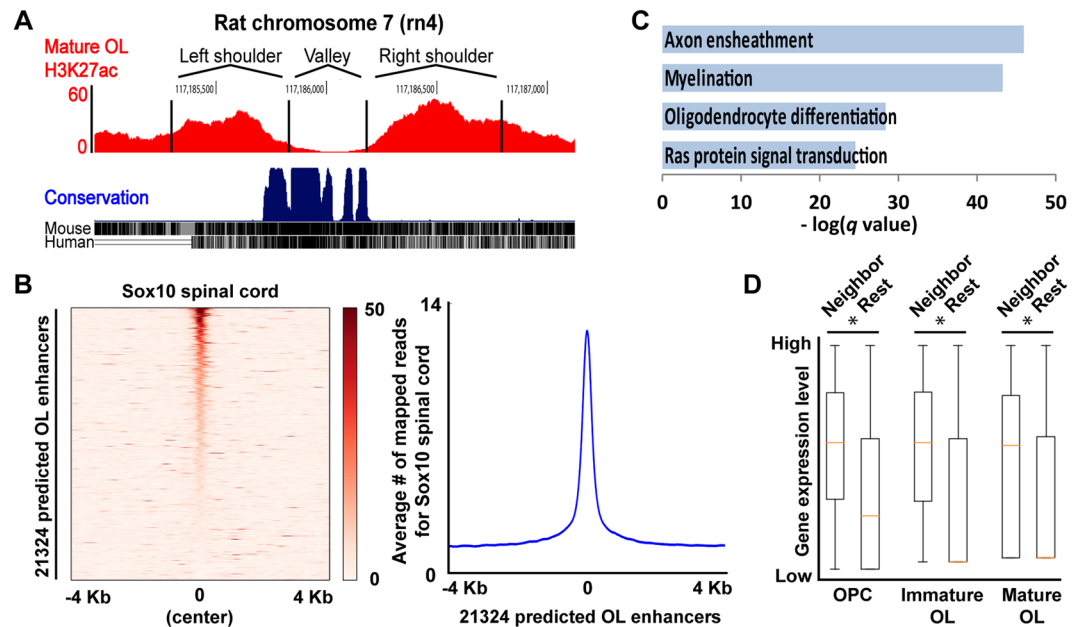 A
Rat chromosome 7 (rn4)
Mature OL
H3K27ac
Left shoulder
Valley
Right shoulder
117,185,500
117,186,000
117,186,500
117,187,000
60
0
Conservation
Mouse
Human
B
Sox10 spinal cord
21324 predicted OL enhancers
50
0
-4 Kb
0
4 Kb
(center)
14
Average # of mapped reads
for Sox10 spinal cord
0
-4 Kb
0
4 Kb
21324 predicted OL enhancers
C
Axon ensheathment
Myelination
Oligodendrocyte differentiation
Ras protein signal transduction
0
10
20
30
40
50
- log(q value)
D
Neighbor
Rest
*
Neighbor
Rest
*
Neighbor
Rest
*
High
Gene expression level
Low
OPC
Immature
OL
Mature
OL